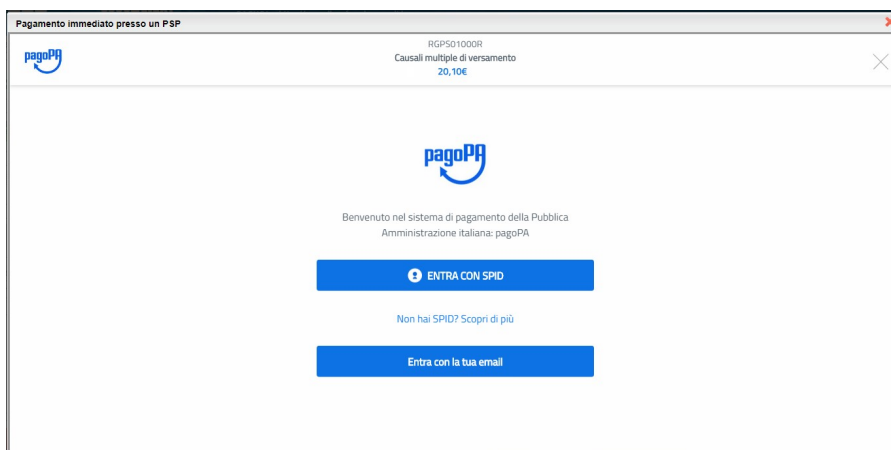 Pagamento immediato presso un PSP
pagoPA
RGPS01000R
Causali multiple di versamento
20,10€
pagoPA
Benvenuto nel sistema di pagamento della Pubblica
Amministrazione italiana: pagoPA
ENTRA CON SPID
Non hai SPID? Scopri di più
Entra con la tua email